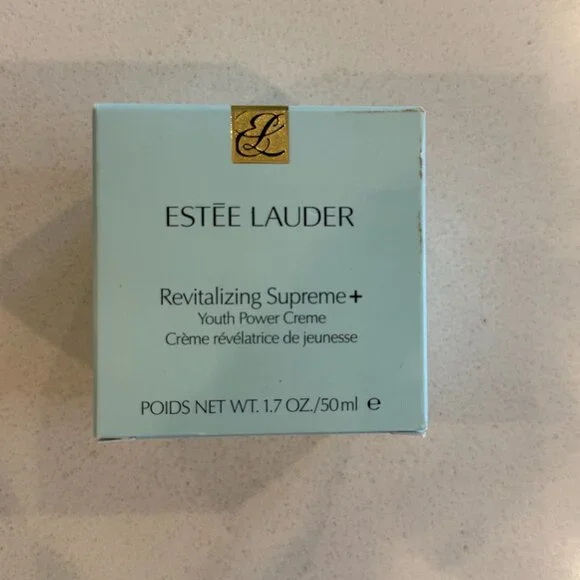 EL
ESTĒE LAUDER
Revitalizing Supreme+
Youth Power Creme
Crème révélatrice de jeunesse
POIDS NET WT. 1.7 OZ./50ml ℮